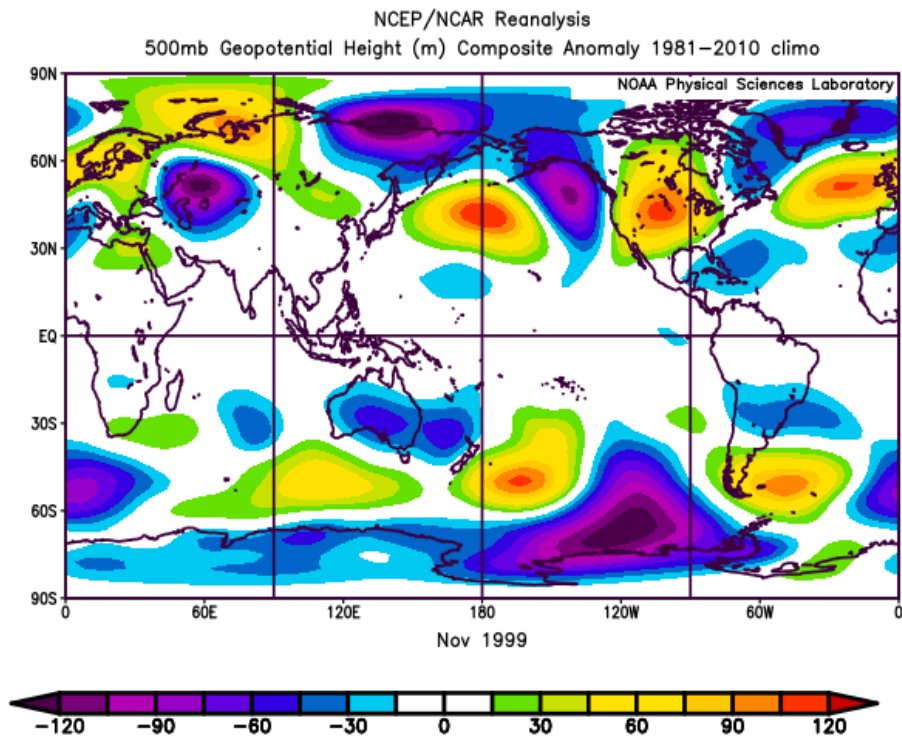 NCEP/NCAR Reanalysis
500mb Geopotential Height (m) Composite Anomaly 1981-2010 climo
NOAA Physical Sciences Laboratory
90N
60N
30N
EQ
30S
60S
90S
0 60E 120E 180 120W 60W 0
Nov 1999
-120 -90 -60 -30 0 30 60 90 120